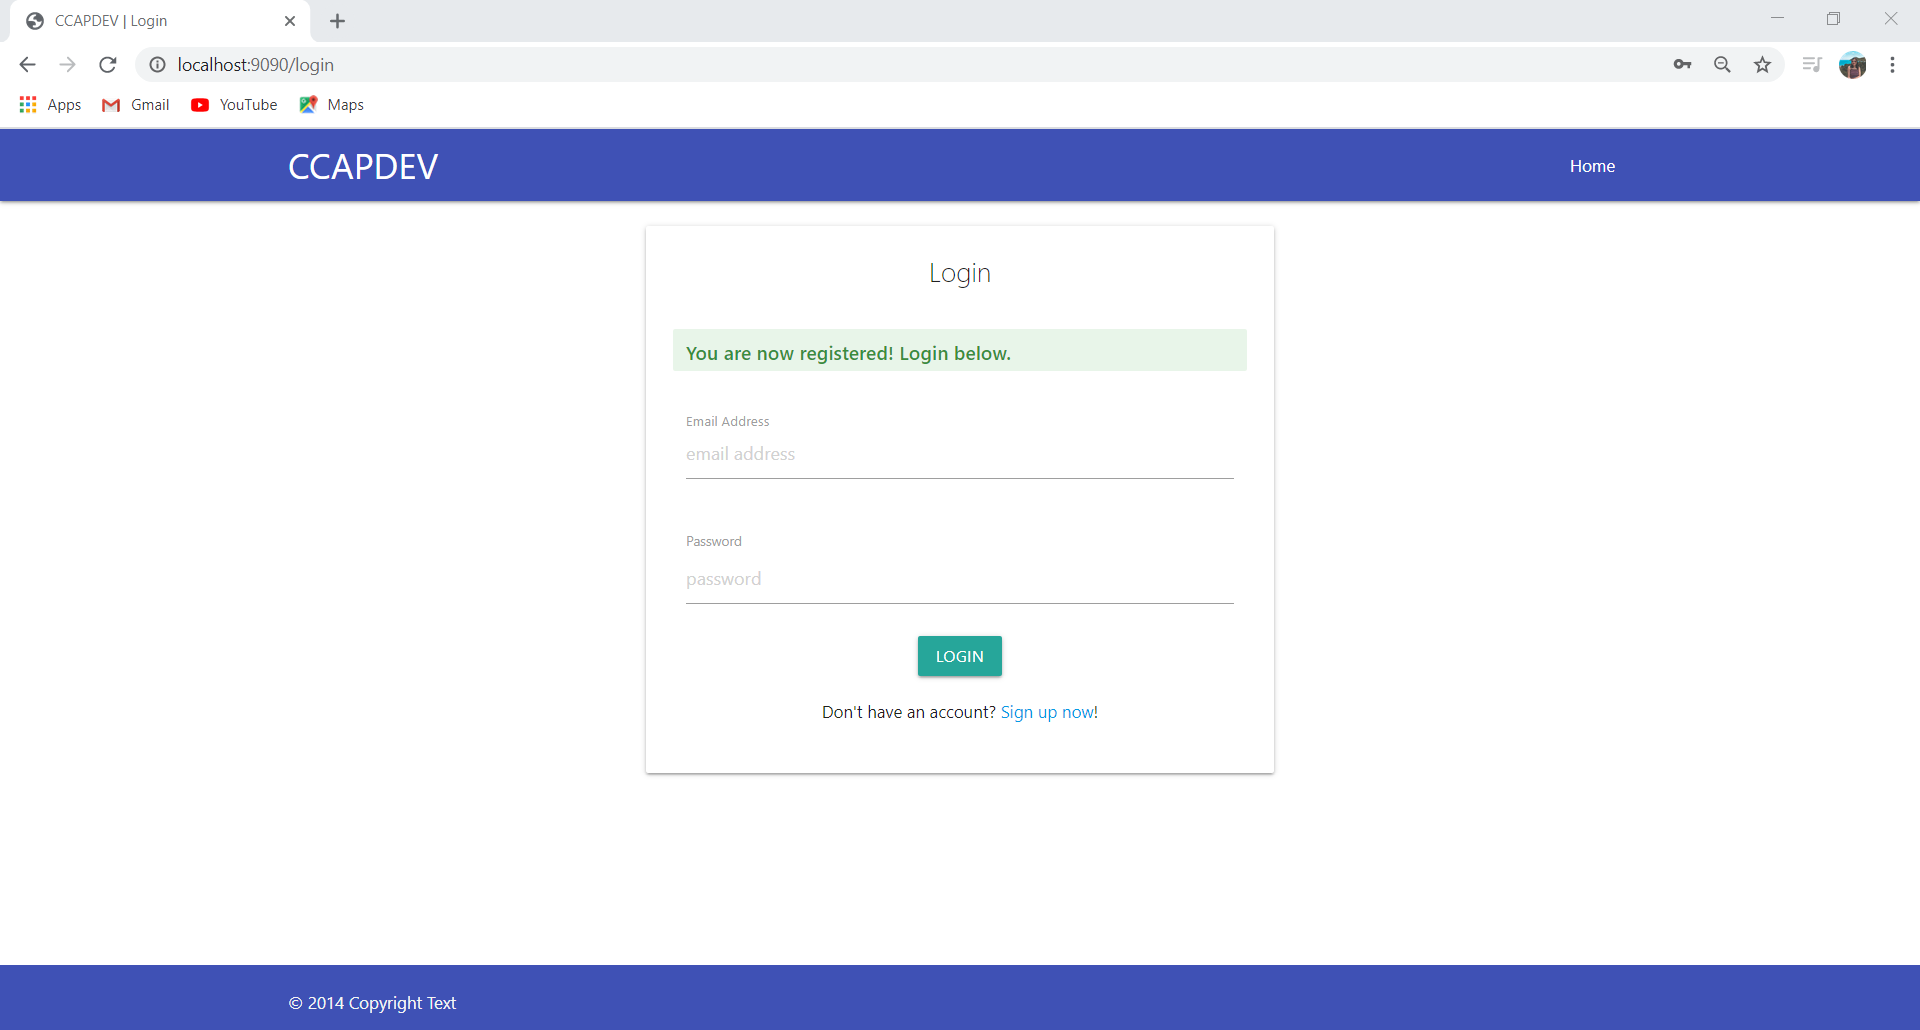 CCAPDEV | Login
localhost:9090/login
Apps Gmail YouTube Maps
CCAPDEV Home
Login
You are now registered! Login below.
Email Address
email address
Password
password
LOGIN
Don't have an account? Sign up now!
© 2014 Copyright Text